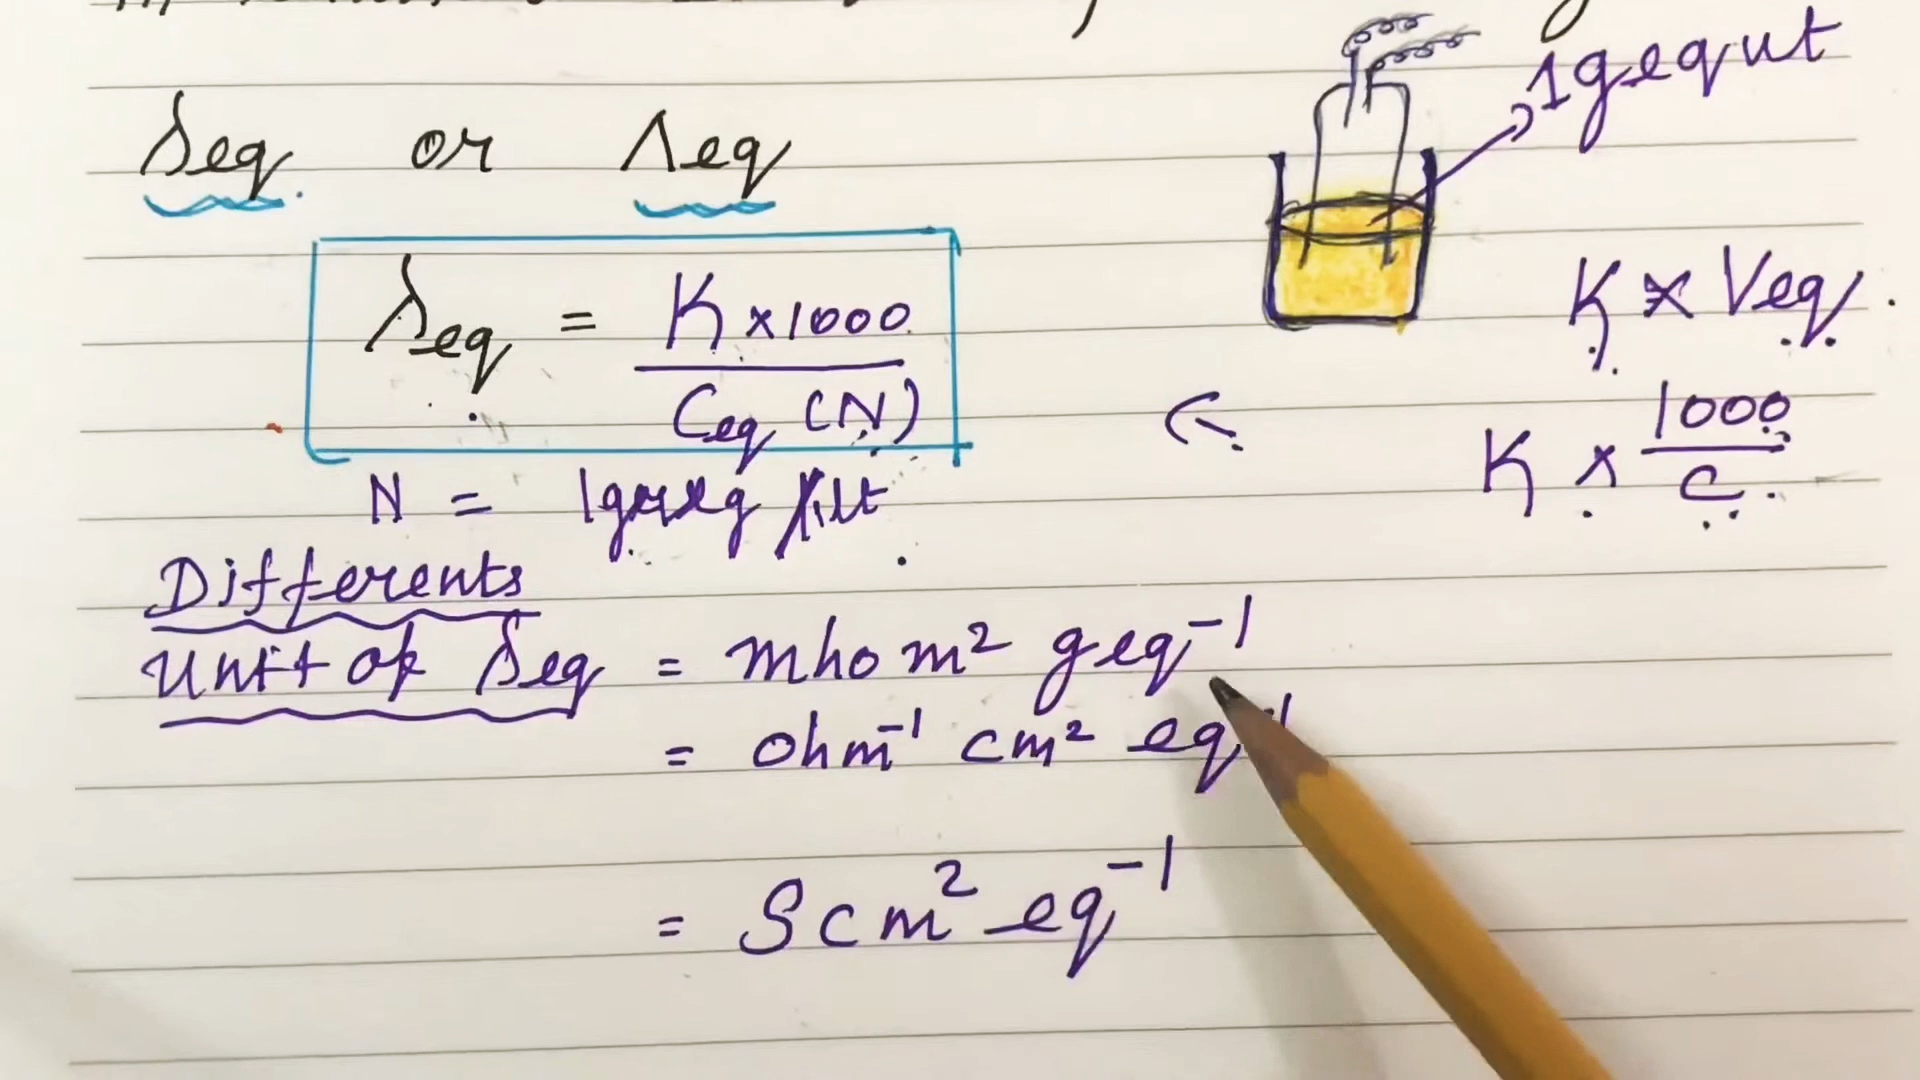 1gequt
λeq or Λeq
λeq = K×1000 / Ceq (N)
K × Veq
K × 1000 / C
N = 1greq /lit
Differents
Unit of λeq = mho m² geq⁻¹
= ohm⁻¹ cm² eq⁻¹
= S cm² eq⁻¹